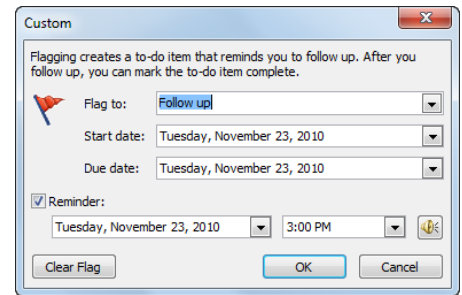 Custom
Flagging creates a to-do item that reminds you to follow up. After you
follow up, you can mark the to-do item complete.
Flag to: Follow up
Start date: Tuesday, November 23, 2010
Due date: Tuesday, November 23, 2010
Reminder:
Tuesday, November 23, 2010 3:00 PM
Clear Flag OK Cancel